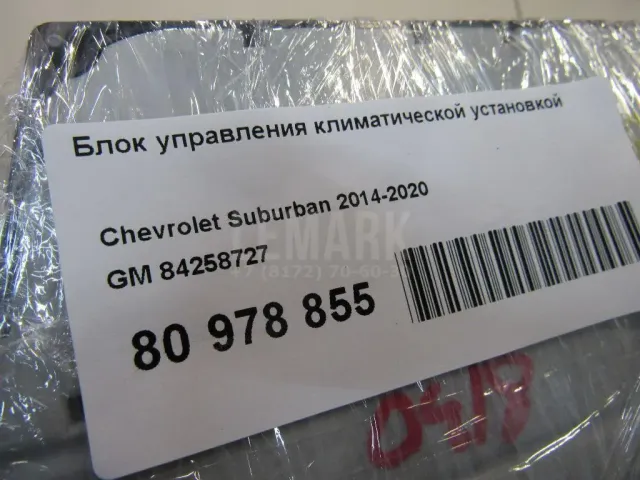 Блок управления климатической установкой
Chevrolet Suburban 2014-2020
GM 84258727
80 978 855